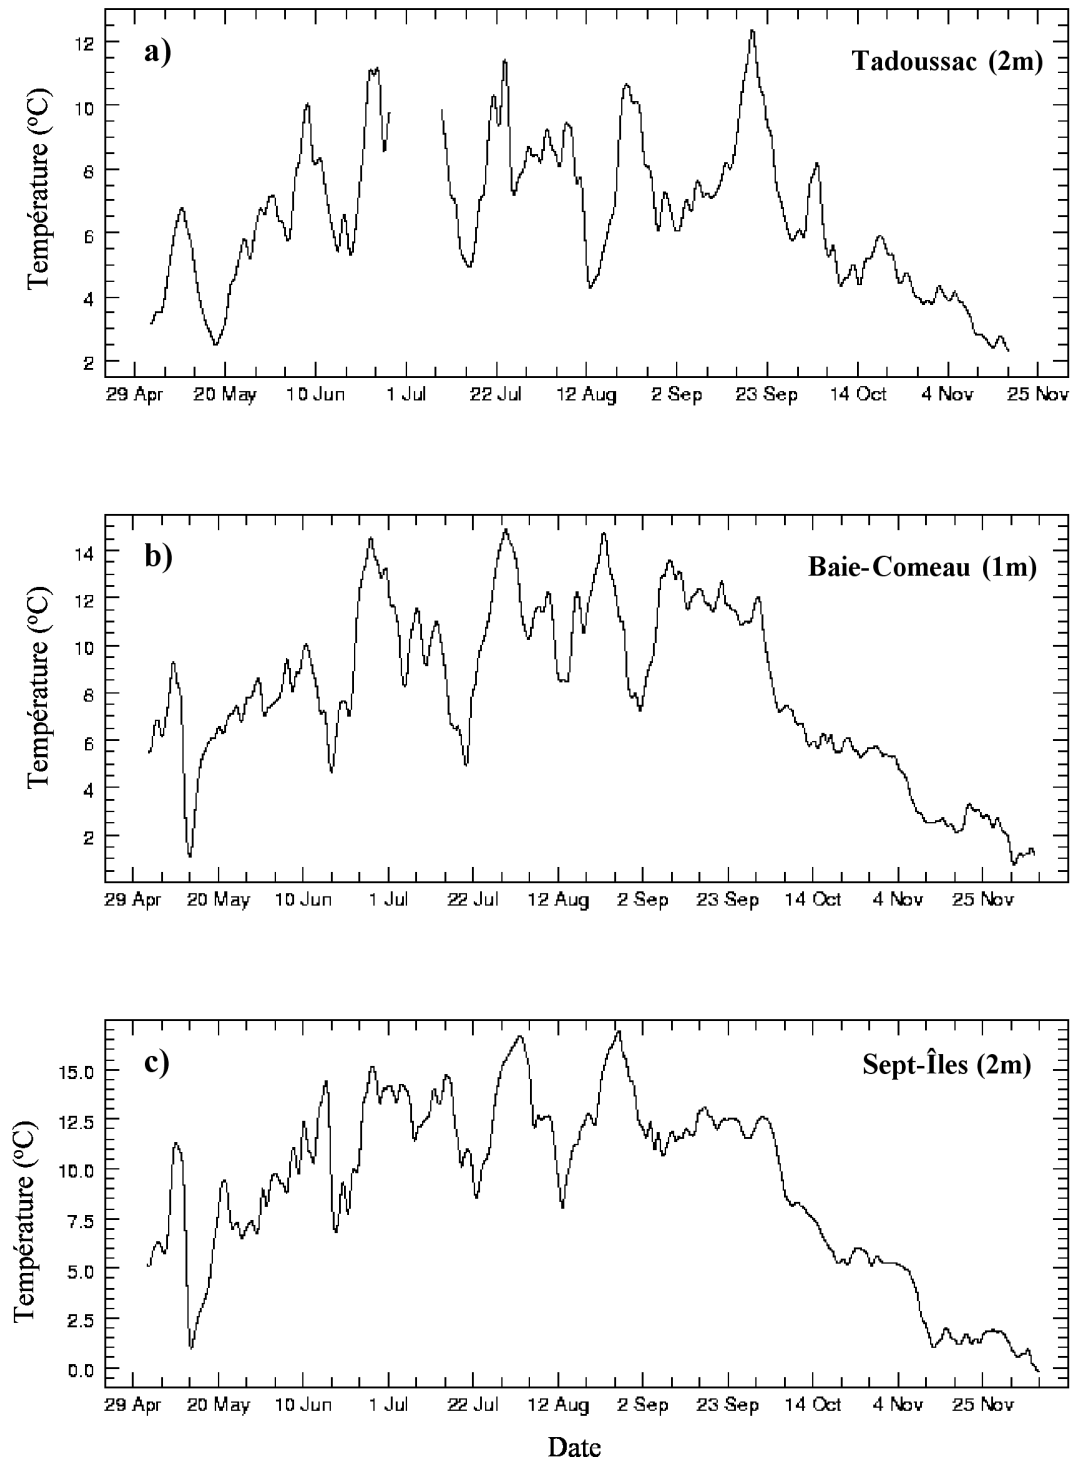 a)
Tadoussac (2m)
Température (°C)
12
10
8
6
4
2
29 Apr 20 May 10 Jun 1 Jul 22 Jul 12 Aug 2 Sep 23 Sep 14 Oct 4 Nov 25 Nov
b)
Baie-Comeau (1m)
Température (°C)
14
12
10
8
6
4
2
29 Apr 20 May 10 Jun 1 Jul 22 Jul 12 Aug 2 Sep 23 Sep 14 Oct 4 Nov 25 Nov
c)
Sept-Îles (2m)
Température (°C)
15.0
12.5
10.0
7.5
5.0
2.5
0.0
29 Apr 20 May 10 Jun 1 Jul 22 Jul 12 Aug 2 Sep 23 Sep 14 Oct 4 Nov 25 Nov
Date